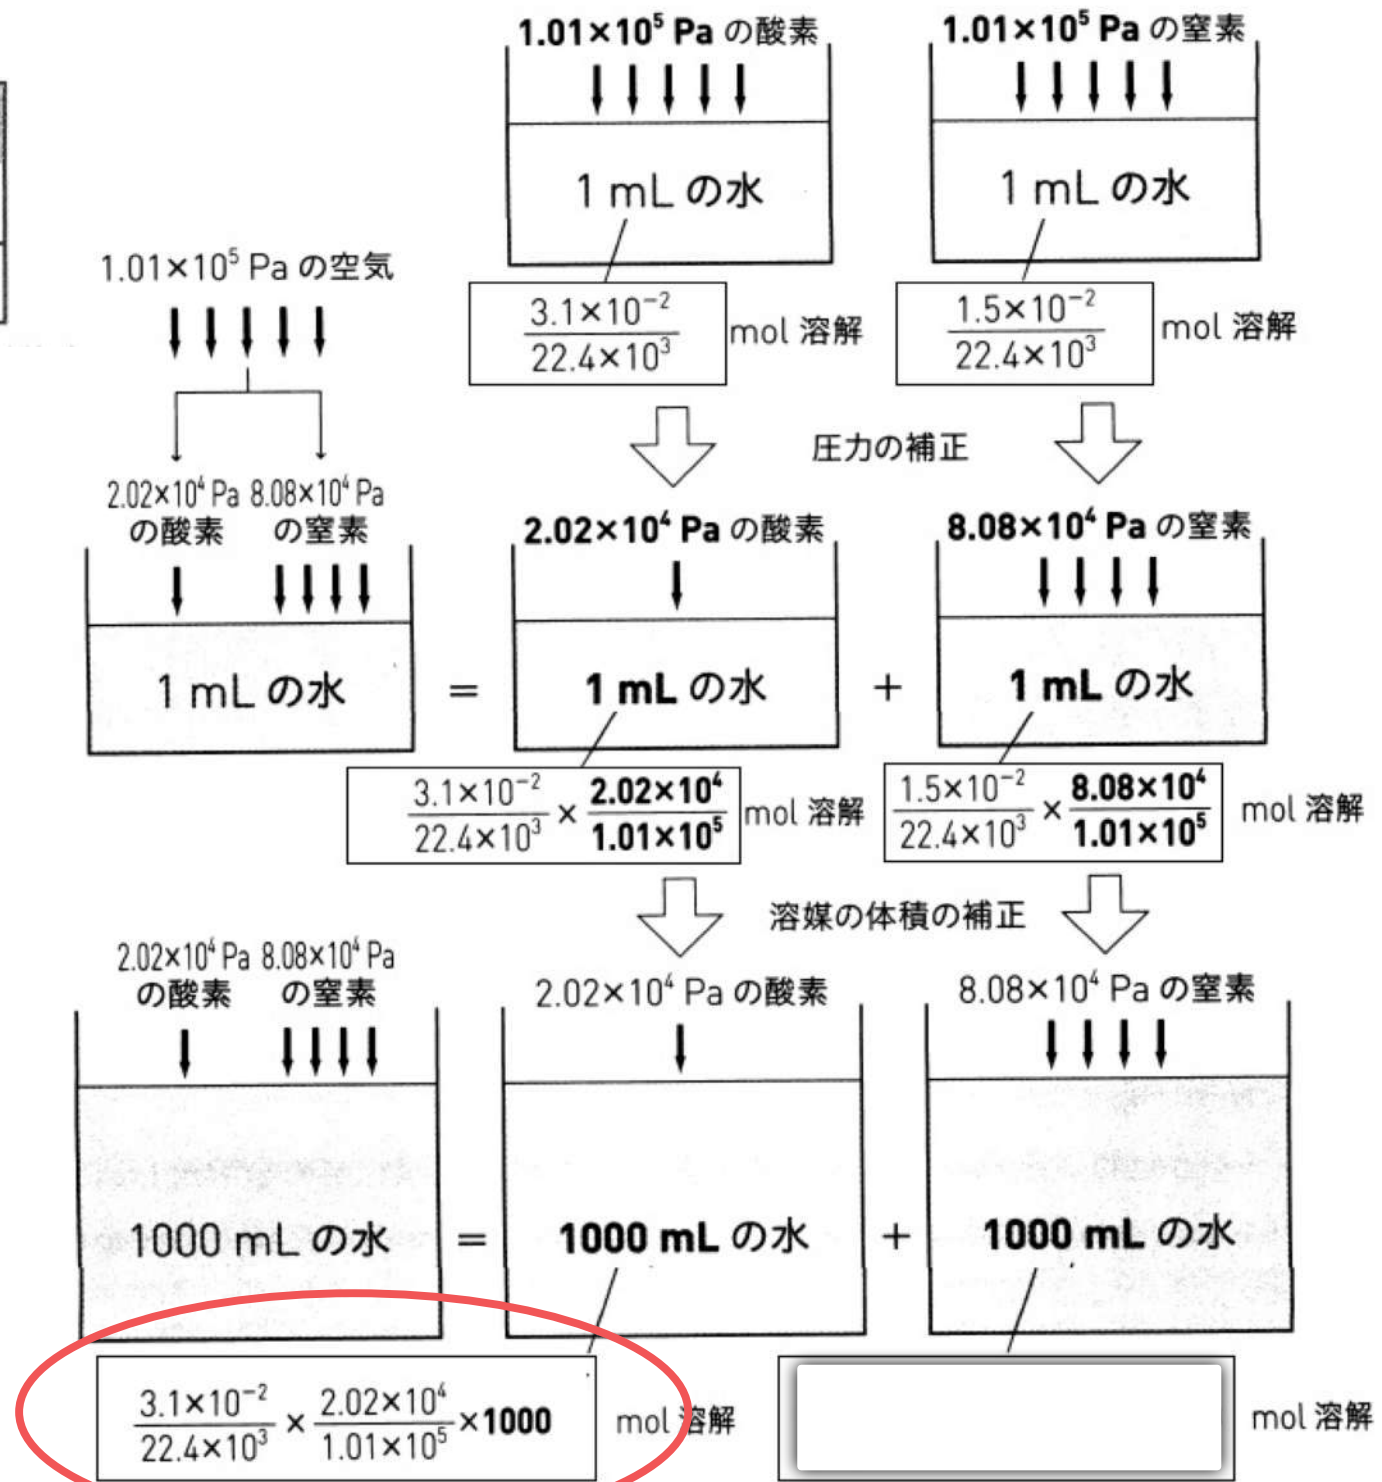 1.01×10⁵ Pa の酸素
1.01×10⁵ Pa の窒素
1 mL の水
1 mL の水
3.1×10⁻²
22.4×10³
mol 溶解
1.5×10⁻²
22.4×10³
mol 溶解
1.01×10⁵ Pa の空気
圧力の補正
2.02×10⁴ Pa の酸素
8.08×10⁴ Pa の窒素
2.02×10⁴ Pa の酸素
8.08×10⁴ Pa の窒素
1 mL の水
=
1 mL の水
+
1 mL の水
3.1×10⁻² / 22.4×10³ × 2.02×10⁴ / 1.01×10⁵ mol 溶解
1.5×10⁻² / 22.4×10³ × 8.08×10⁴ / 1.01×10⁵ mol 溶解
溶媒の体積の補正
2.02×10⁴ Pa の酸素
8.08×10⁴ Pa の窒素
2.02×10⁴ Pa の酸素
8.08×10⁴ Pa の窒素
1000 mL の水
=
1000 mL の水
+
1000 mL の水
3.1×10⁻² / 22.4×10³ × 2.02×10⁴ / 1.01×10⁵ ×1000 mol 溶解
mol 溶解